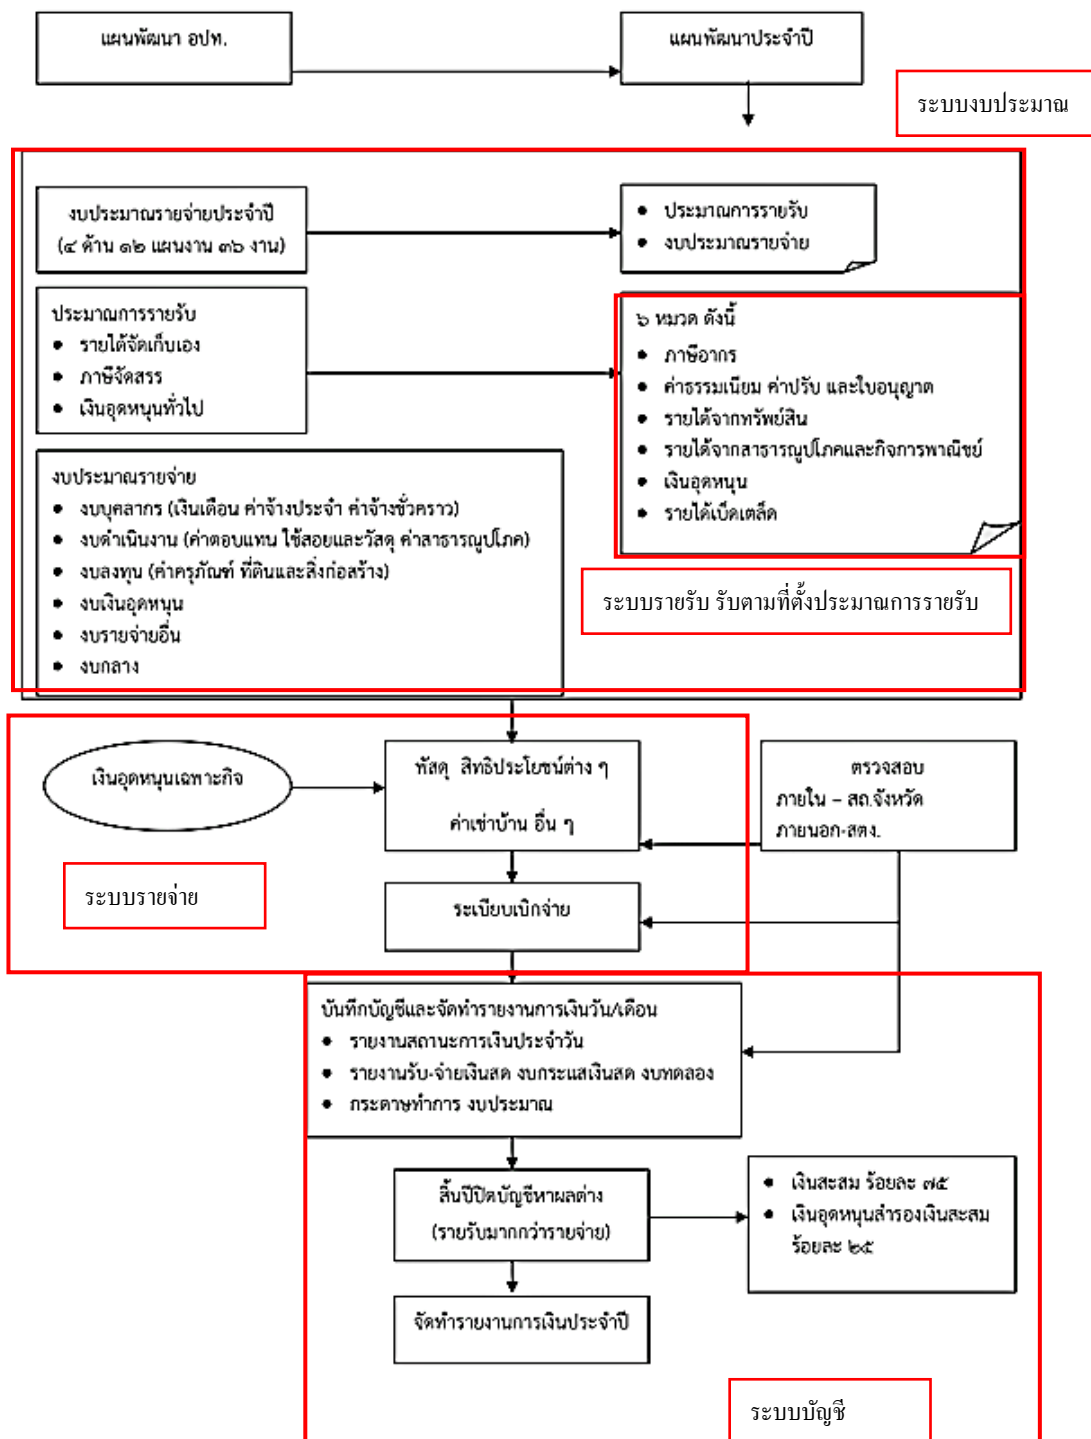 แผนพัฒนา อปท.
แผนพัฒนาประจำปี
ระบบงบประมาณ
งบประมาณรายจ่ายประจำปี
(๔ ด้าน ๑๒ แผนงาน ๓๖ งาน)
● ประมาณการรายรับ
● งบประมาณรายจ่าย
ประมาณการรายรับ
● รายได้จัดเก็บเอง
● ภาษีจัดสรร
● เงินอุดหนุนทั่วไป
๖ หมวด ดังนี้
● ภาษีอากร
● ค่าธรรมเนียม ค่าปรับ และใบอนุญาต
● รายได้จากทรัพย์สิน
● รายได้จากสาธารณูปโภคและกิจการพาณิชย์
● เงินอุดหนุน
● รายได้เบ็ดเตล็ด
งบประมาณรายจ่าย
● งบบุคลากร (เงินเดือน ค่าจ้างประจำ ค่าจ้างชั่วคราว)
● งบดำเนินงาน (ค่าตอบแทน ใช้สอยและวัสดุ ค่าสาธารณูปโภค)
● งบลงทุน (ค่าครุภัณฑ์ ที่ดินและสิ่งก่อสร้าง)
● งบเงินอุดหนุน
● งบรายจ่ายอื่น
● งบกลาง
ระบบรายรับ รับตามที่ตั้งประมาณการรายรับ
เงินอุดหนุนเฉพาะกิจ
พัสดุ สิทธิประโยชน์ต่าง ๆ
ค่าเช่าบ้าน อื่น ๆ
ตรวจสอบ
ภายใน – สถ.จังหวัด
ภายนอก-สตง.
ระบบรายจ่าย
ระเบียบเบิกจ่าย
บันทึกบัญชีและจัดทำรายงานการเงินวัน/เดือน
● รายงานสถานะการเงินประจำวัน
● รายงานรับ-จ่ายเงินสด งบกระแสเงินสด งบทดลอง
● กระดาษทำการ งบประมาณ
สิ้นปีปิดบัญชีหาผลต่าง
(รายรับมากกว่ารายจ่าย)
● เงินสะสม ร้อยละ ๗๕
● เงินอุดหนุนสำรองเงินสะสม
ร้อยละ ๒๕
จัดทำรายงานการเงินประจำปี
ระบบบัญชี